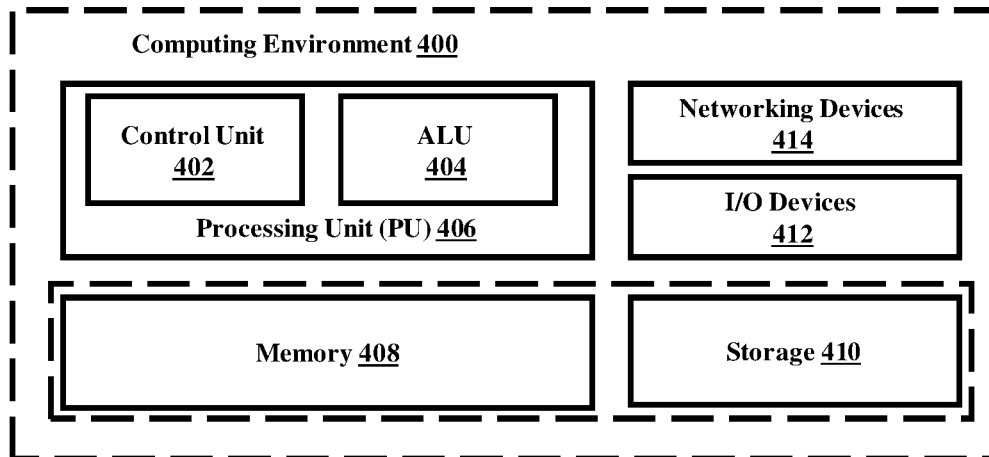 Computing Environment 400
Control Unit
402
ALU
404
Processing Unit (PU) 406
Networking Devices
414
I/O Devices
412
Memory 408
Storage 410